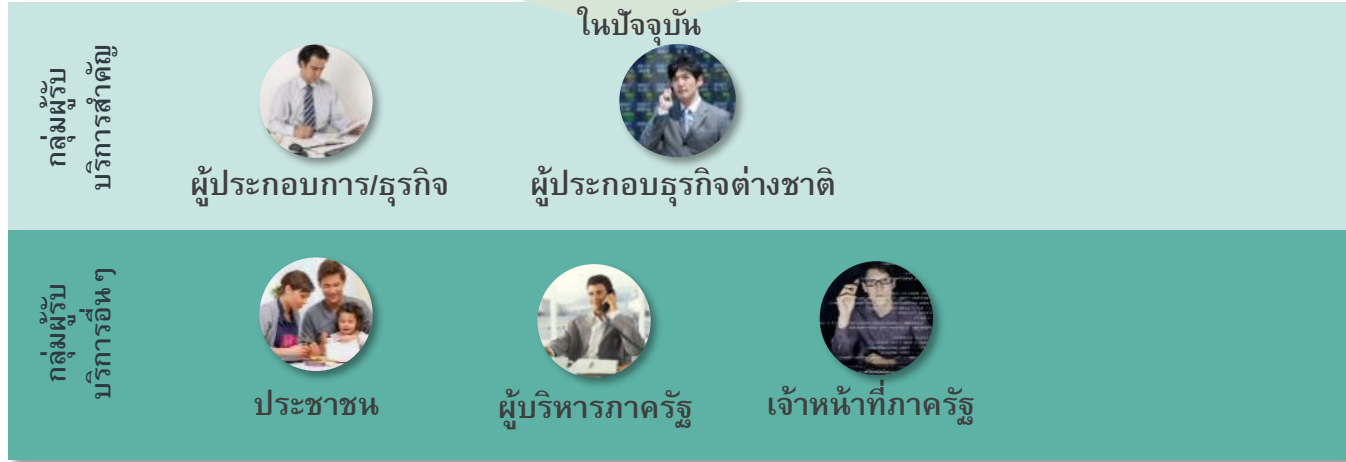 ในปัจจุบัน
กลุ่มผู้รับ
บริการสำคัญ
ผู้ประกอบการ/ธุรกิจ
ผู้ประกอบธุรกิจต่างชาติ
กลุ่มผู้รับ
บริการอื่น ๆ
ประชาชน
ผู้บริหารภาครัฐ
เจ้าหน้าที่ภาครัฐ